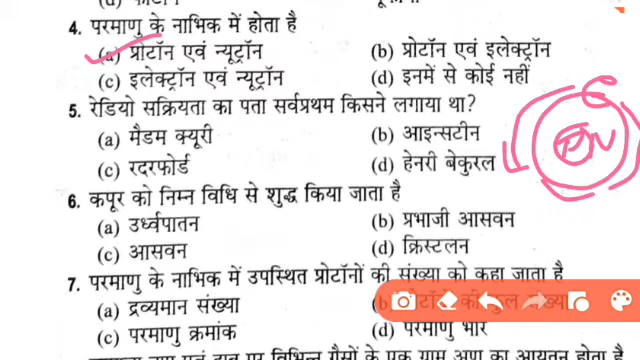 4. परमाणु के नाभिक में होता है
(a) प्रोटॉन एवं न्यूट्रॉन (b) प्रोटॉन एवं इलेक्ट्रॉन
(c) इलेक्ट्रॉन एवं न्यूट्रॉन (d) इनमें से कोई नहीं
5. रेडियो सक्रियता का पता सर्वप्रथम किसने लगाया था?
(a) मैडम क्यूरी (b) आइन्सटीन
(c) रदरफोर्ड (d) हेनरी बेकुरल
P N
6. कपूर को निम्न विधि से शुद्ध किया जाता है
(a) उर्ध्वपातन (b) प्रभाजी आसवन
(c) आसवन (d) क्रिस्टलन
7. परमाणु के नाभिक में उपस्थित प्रोटॉनों की संख्या को कहा जाता है
(a) द्रव्यमान संख्या (b) प्रोटॉनों की कुल संख्या
(c) परमाणु क्रमांक (d) परमाणु भार